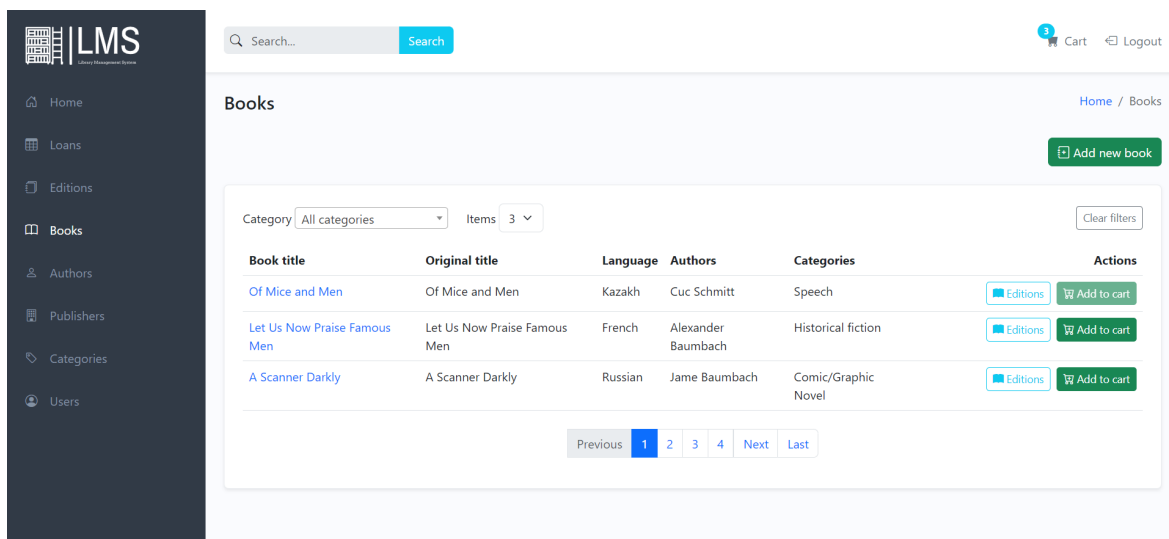 LMS
Library Management System
Search...
Search
3
Cart
Logout
Home
Loans
Editions
Books
Authors
Publishers
Categories
Users
Books
Home / Books
Add new book
Category All categories Items 3 Clear filters
Book title Original title Language Authors Categories Actions
Of Mice and Men Of Mice and Men Kazakh Cuc Schmitt Speech Editions Add to cart
Let Us Now Praise Famous Let Us Now Praise Famous French Alexander Historical fiction Editions Add to cart
Men Men Baumbach
A Scanner Darkly A Scanner Darkly Russian Jame Baumbach Comic/Graphic Editions Add to cart
Novel
Previous 1 2 3 4 Next Last